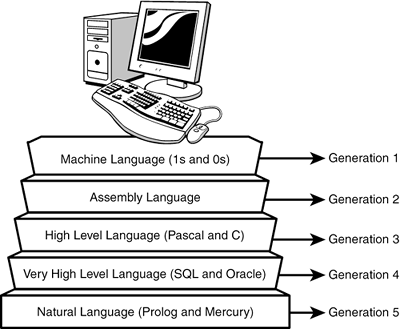 Machine Language (1s and 0s) Generation 1
Assembly Language Generation 2
High Level Language (Pascal and C) Generation 3
Very High Level Language (SQL and Oracle) Generation 4
Natural Language (Prolog and Mercury) Generation 5